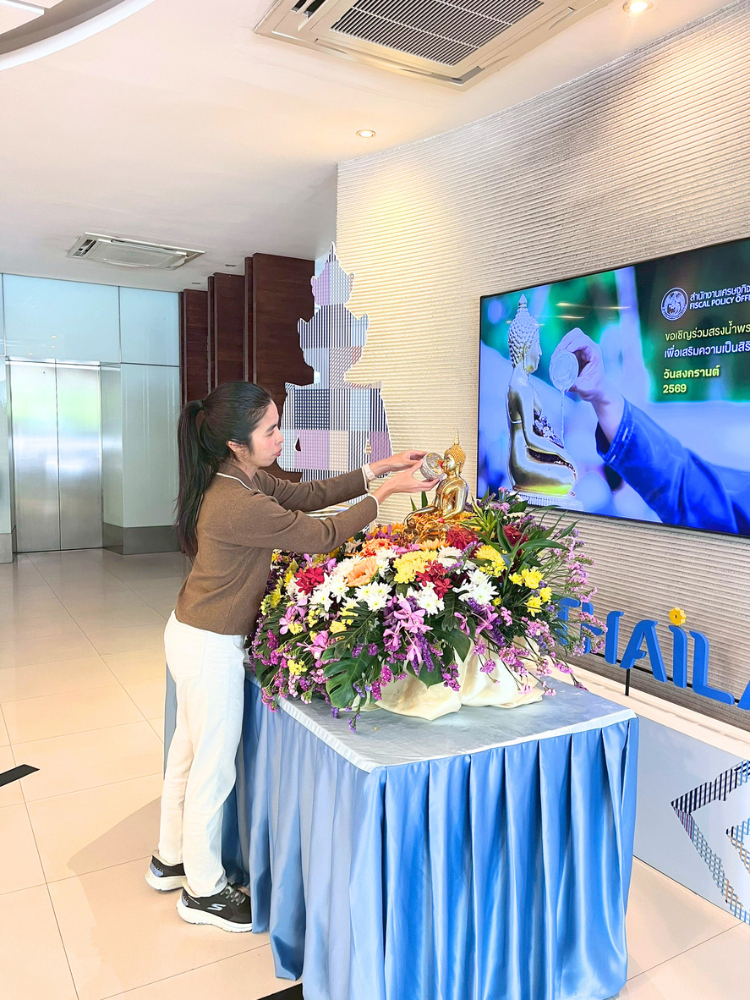 สำนักงานเศรษฐกิจ
FISCAL POLICY OFFI
ขอเชิญร่วมสรงน้ำพร
เพื่อเสริมความเป็นสิริ
วันสงกรานต์
2569
THAILA